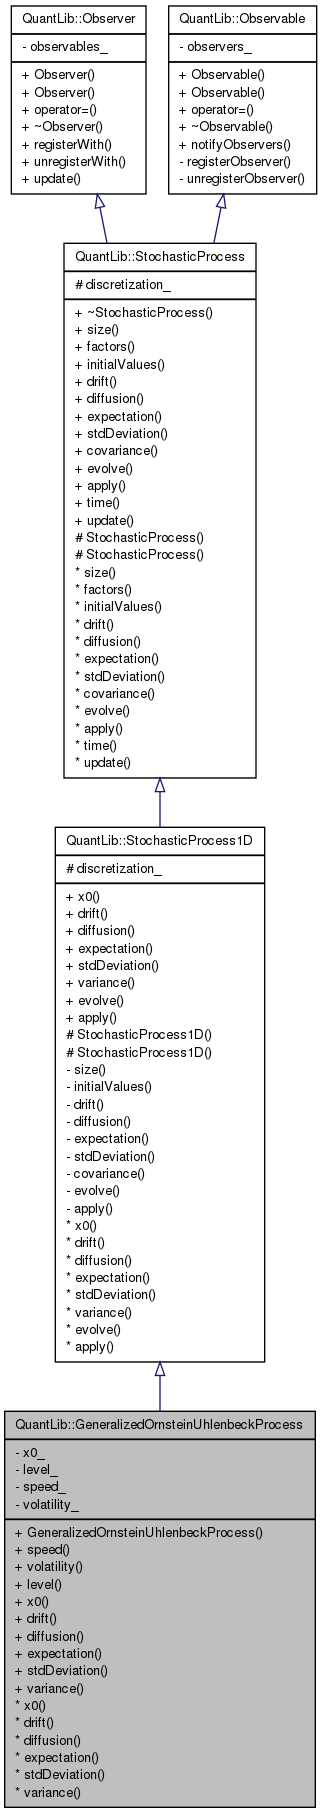 QuantLib::Observer
- observables_
+ Observer()
+ Observer()
+ operator=()
+ ~Observer()
+ registerWith()
+ unregisterWith()
+ update()
QuantLib::Observable
- observers_
+ Observable()
+ Observable()
+ operator=()
+ ~Observable()
+ notifyObservers()
- registerObserver()
- unregisterObserver()
QuantLib::StochasticProcess
# discretization_
+ ~StochasticProcess()
+ size()
+ factors()
+ initialValues()
+ drift()
+ diffusion()
+ expectation()
+ stdDeviation()
+ covariance()
+ evolve()
+ apply()
+ time()
+ update()
# StochasticProcess()
# StochasticProcess()
* size()
* factors()
* initialValues()
* drift()
* diffusion()
* expectation()
* stdDeviation()
* covariance()
* evolve()
* apply()
* time()
* update()
QuantLib::StochasticProcess1D
# discretization_
+ x0()
+ drift()
+ diffusion()
+ expectation()
+ stdDeviation()
+ variance()
+ evolve()
+ apply()
# StochasticProcess1D()
# StochasticProcess1D()
- size()
- initialValues()
- drift()
- diffusion()
- expectation()
- stdDeviation()
- covariance()
- evolve()
- apply()
* x0()
* drift()
* diffusion()
* expectation()
* stdDeviation()
* variance()
* evolve()
* apply()
QuantLib::GeneralizedOrnsteinUhlenbeckProcess
- x0_
- level_
- speed_
- volatility_
+ GeneralizedOrnsteinUhlenbeckProcess()
+ speed()
+ volatility()
+ level()
+ x0()
+ drift()
+ diffusion()
+ expectation()
+ stdDeviation()
+ variance()
* x0()
* drift()
* diffusion()
* expectation()
* stdDeviation()
* variance()